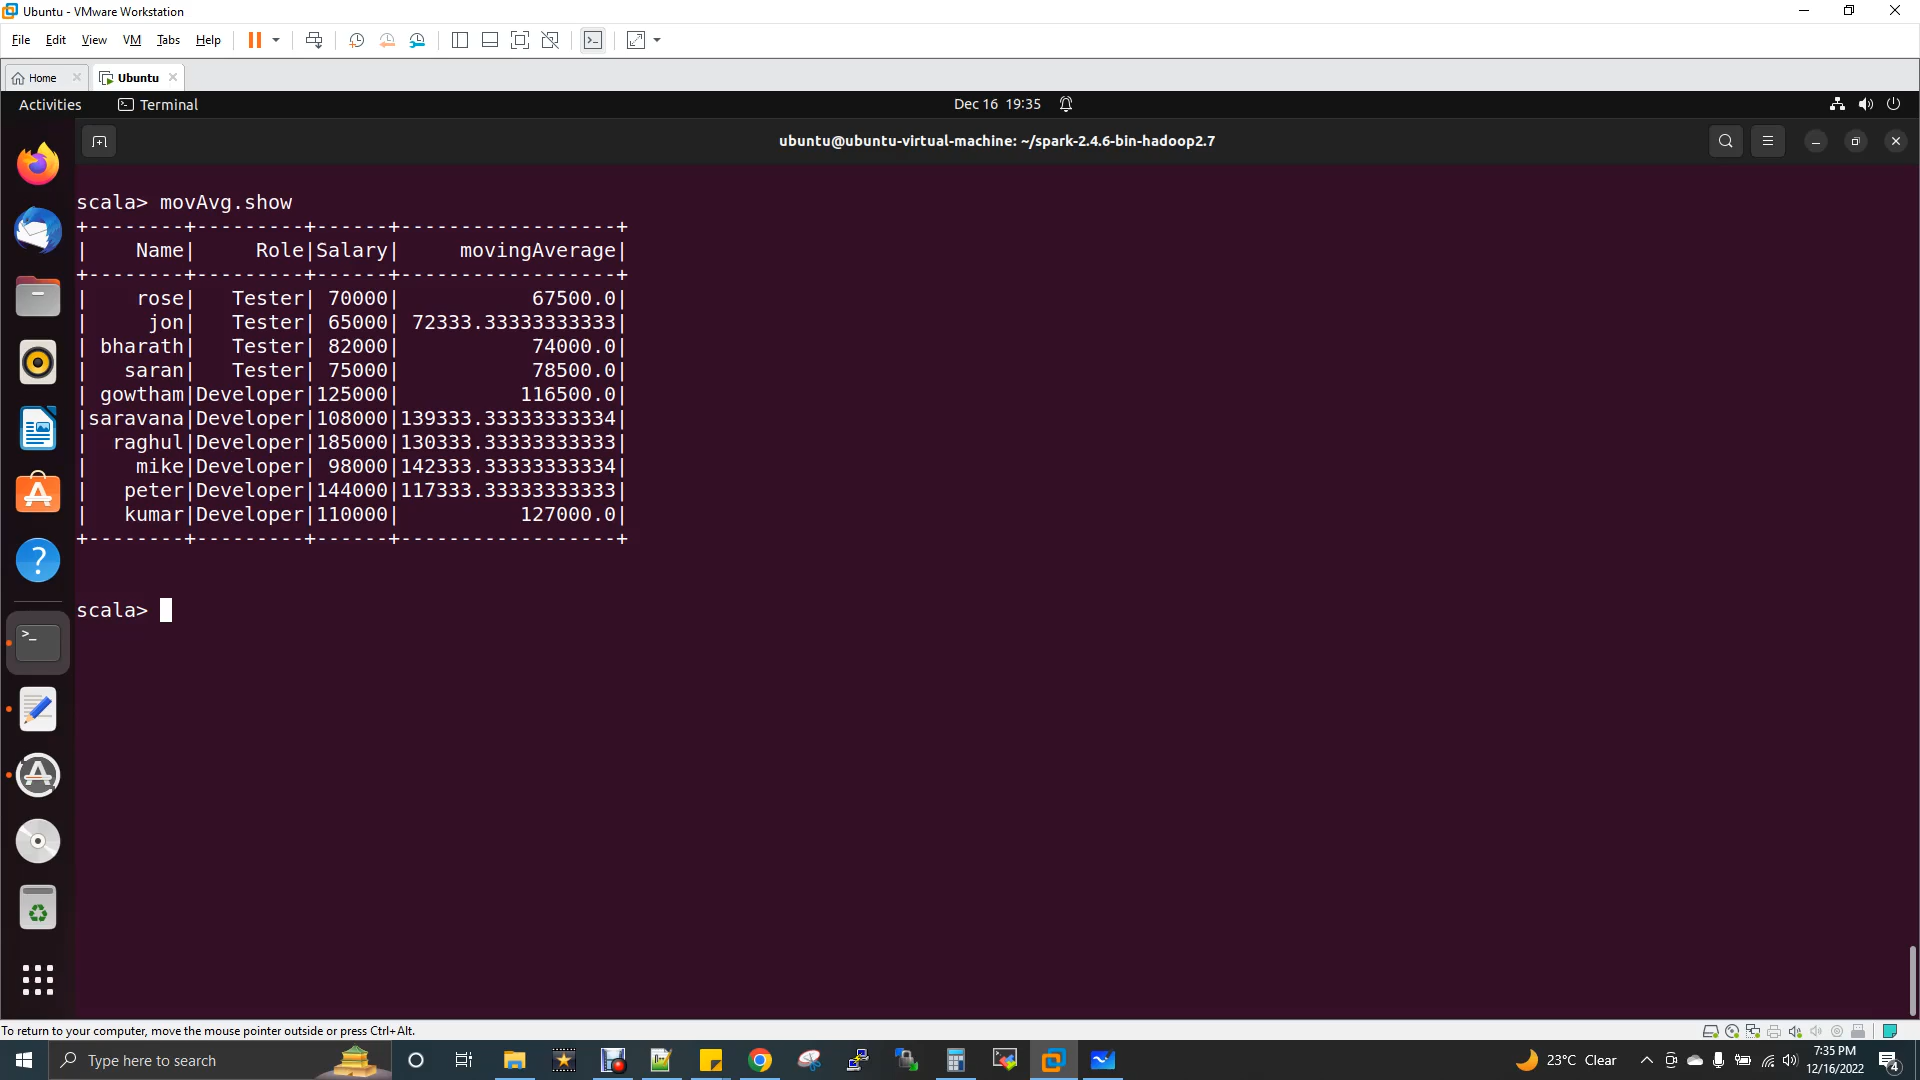 Ubuntu - VMware Workstation
File Edit View VM Tabs Help
Home Ubuntu
Activities Terminal Dec 16 19:35
ubuntu@ubuntu-virtual-machine: ~/spark-2.4.6-bin-hadoop2.7
scala> movAvg.show
+--------+---------+------+------------------+
|    Name|     Role|Salary|     movingAverage|
+--------+---------+------+------------------+
|    rose|   Tester| 70000|           67500.0|
|     jon|   Tester| 65000| 72333.33333333333|
| bharath|   Tester| 82000|           74000.0|
|   saran|   Tester| 75000|           78500.0|
| gowtham|Developer|125000|          116500.0|
|saravana|Developer|108000|139333.33333333334|
|  raghul|Developer|185000|130333.33333333333|
|    mike|Developer| 98000|142333.33333333334|
|   peter|Developer|144000|117333.33333333333|
|   kumar|Developer|110000|          127000.0|
+--------+---------+------+------------------+
scala>
To return to your computer, move the mouse pointer outside or press Ctrl+Alt.
Type here to search
23°C Clear
7:35 PM
12/16/2022
4